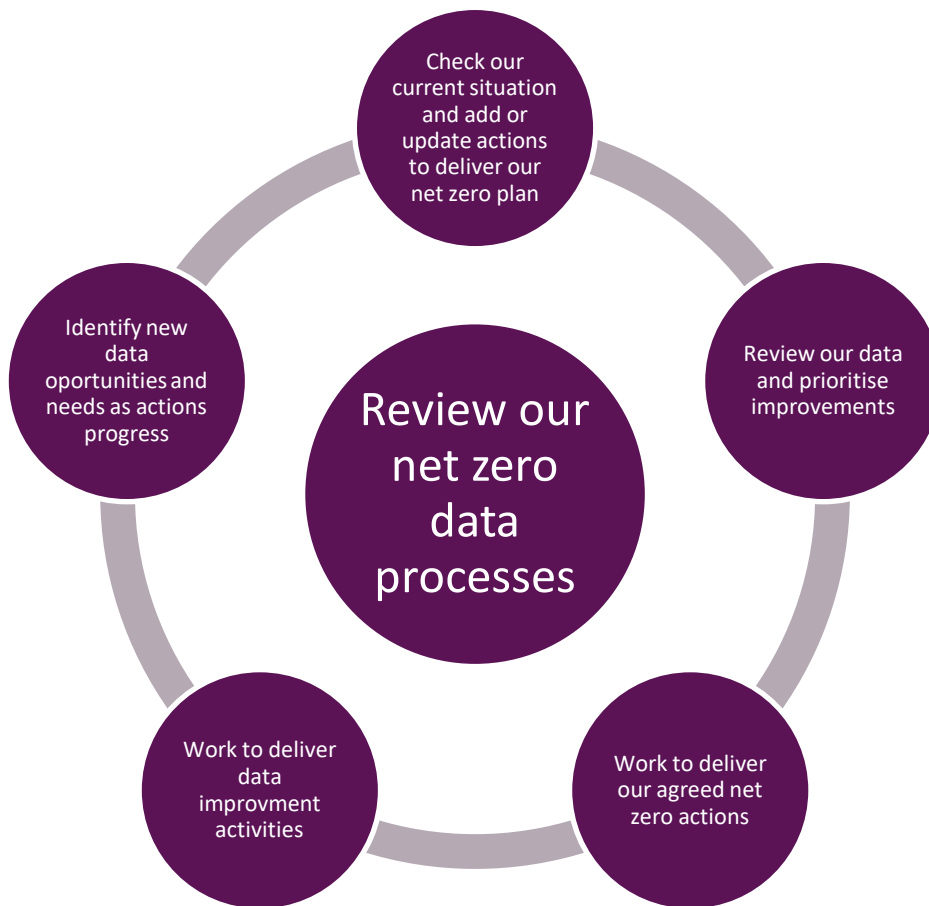 Check our
current situation
and add or
update actions
to deliver our
net zero plan
Review our data
and prioritise
improvements
Work to deliver
our agreed net
zero actions
Work to deliver
data
improvment
activities
Identify new
data
oportunities and
needs as actions
progress
Review our
net zero
data
processes